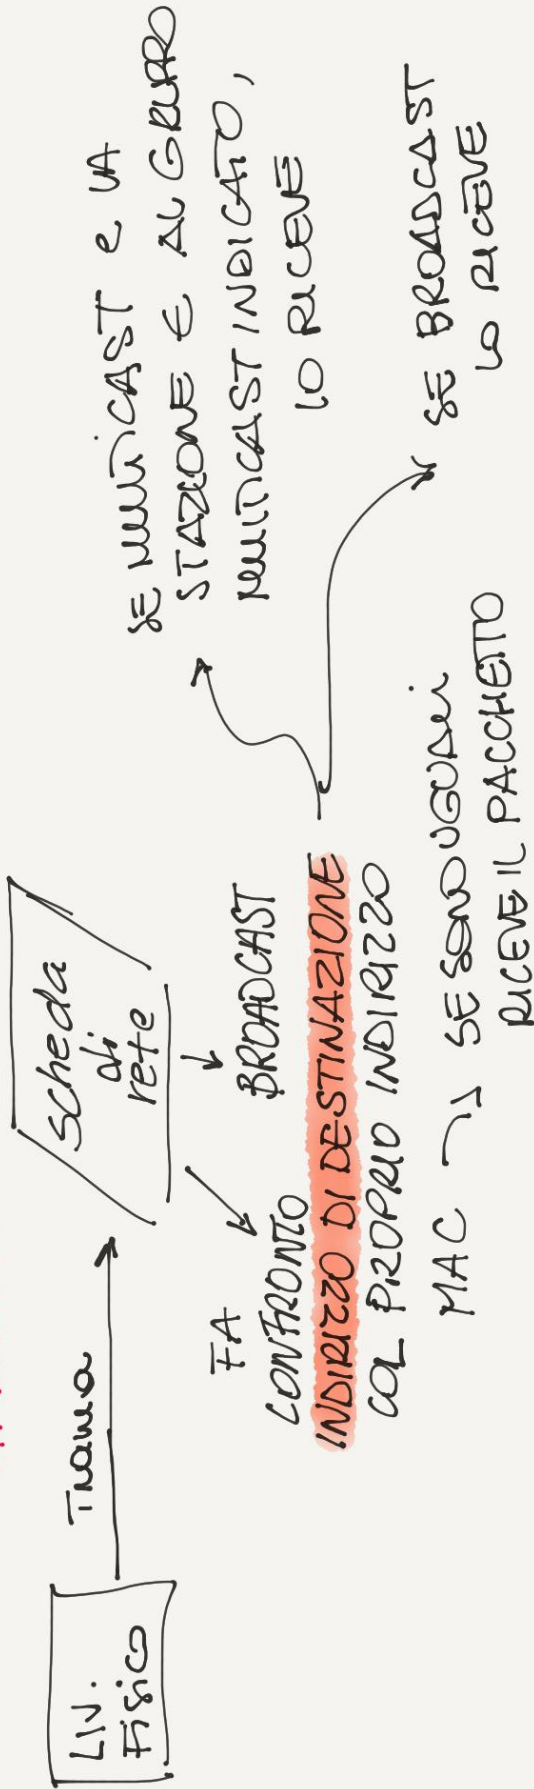 LIV.
Fisico
Trama
scheda
di
rete
FA
CONFRONTO
BROADCAST
INDIRIZZO DI DESTINAZIONE
COL PROPRIO INDIRIZZO
MAC
SE SONO UGUALI
RICEVE IL PACCHETTO
SE MULTICAST e LA
STAZIONE E AL GRUPPO
MULTICAST INDICATO,
LO RICEVE
SE BROADCAST
LO RICEVE